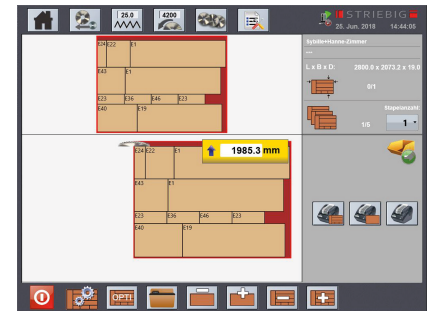 25.0
4200
STRIEBIG
25. Jun. 2018 14:44:05
E24 E22 E1
E43 E1
E23 E36 E46 E23
E40 E19
Sybille+Hanne-Zimmer
---
L x B x D: 2800.0 x 2073.2 x 19.0
0/1
Stapelanzahl:
1/5 1
E24 E22 E1
1985.3 mm
E43 E1
E23 E36 E46 E23
E40 E19
OPTI